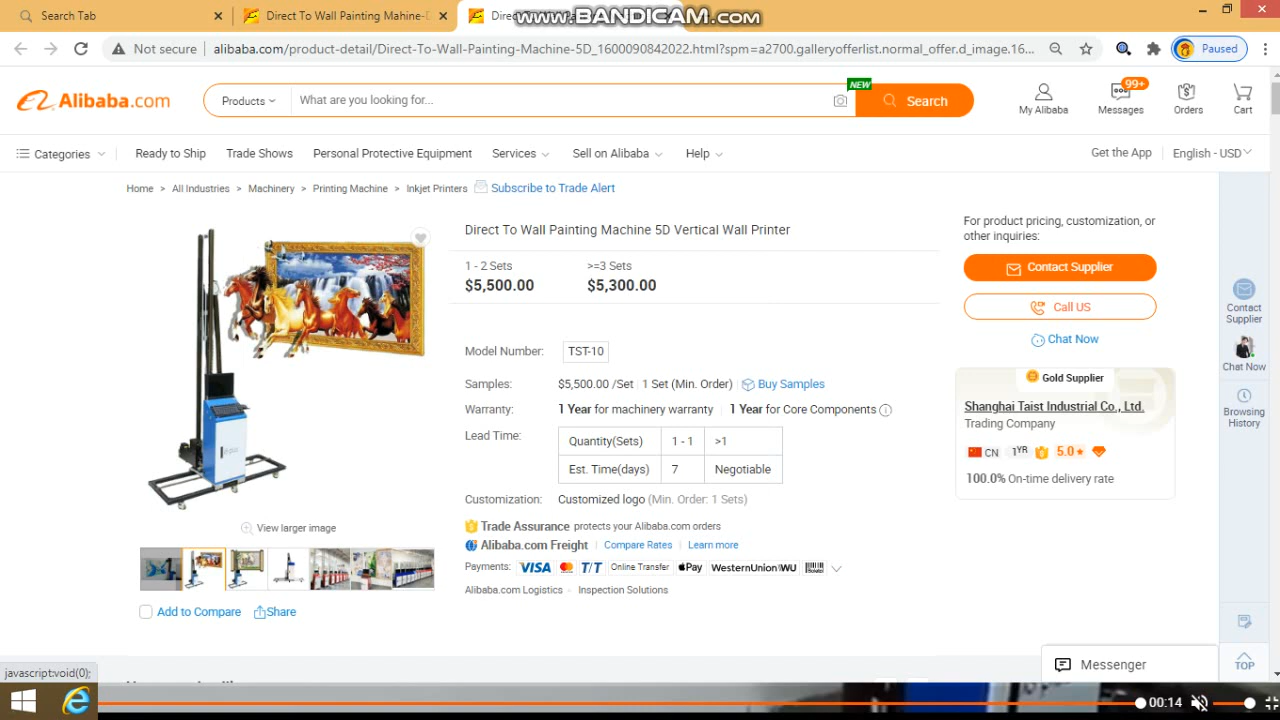 Search Tab
Direct To Wall Painting Mahine-D
www.BANDICAM.com
Not secure
alibaba.com/product-detail/Direct-To-Wall-Painting-Machine-5D_1600090842022.html?spm=a2700.galleryofferlist.normal_offer.d_image.16...
Paused
Alibaba.com
Products
What are you looking for...
NEW
Search
99+
My Alibaba
Messages
Orders
Cart
Categories
Ready to Ship
Trade Shows
Personal Protective Equipment
Services
Sell on Alibaba
Help
Get the App
English - USD
Home > All Industries > Machinery > Printing Machine > Inkjet Printers
Subscribe to Trade Alert
Direct To Wall Painting Machine 5D Vertical Wall Printer
1 - 2 Sets
>=3 Sets
$5,500.00
$5,300.00
Model Number:
TST-10
Samples:
$5,500.00 /Set | 1 Set (Min. Order) | Buy Samples
Warranty:
1 Year for machinery warranty
1 Year for Core Components
Lead Time:
Quantity(Sets) 1 - 1 >1
Est. Time(days) 7 Negotiable
Customization:
Customized logo (Min. Order: 1 Sets)
Trade Assurance protects your Alibaba.com orders
Alibaba.com Freight | Compare Rates | Learn more
Payments: VISA T/T Online Transfer Pay WesternUnion WU
Alibaba.com Logistics · Inspection Solutions
View larger image
Add to Compare
Share
For product pricing, customization, or
other inquiries:
Contact Supplier
Call US
Chat Now
Gold Supplier
Shanghai Taist Industrial Co., Ltd.
Trading Company
CN 1YR 5.0
100.0% On-time delivery rate
Contact
Supplier
Chat Now
Browsing
History
TOP
Messenger
javascript:void(0);
00:14